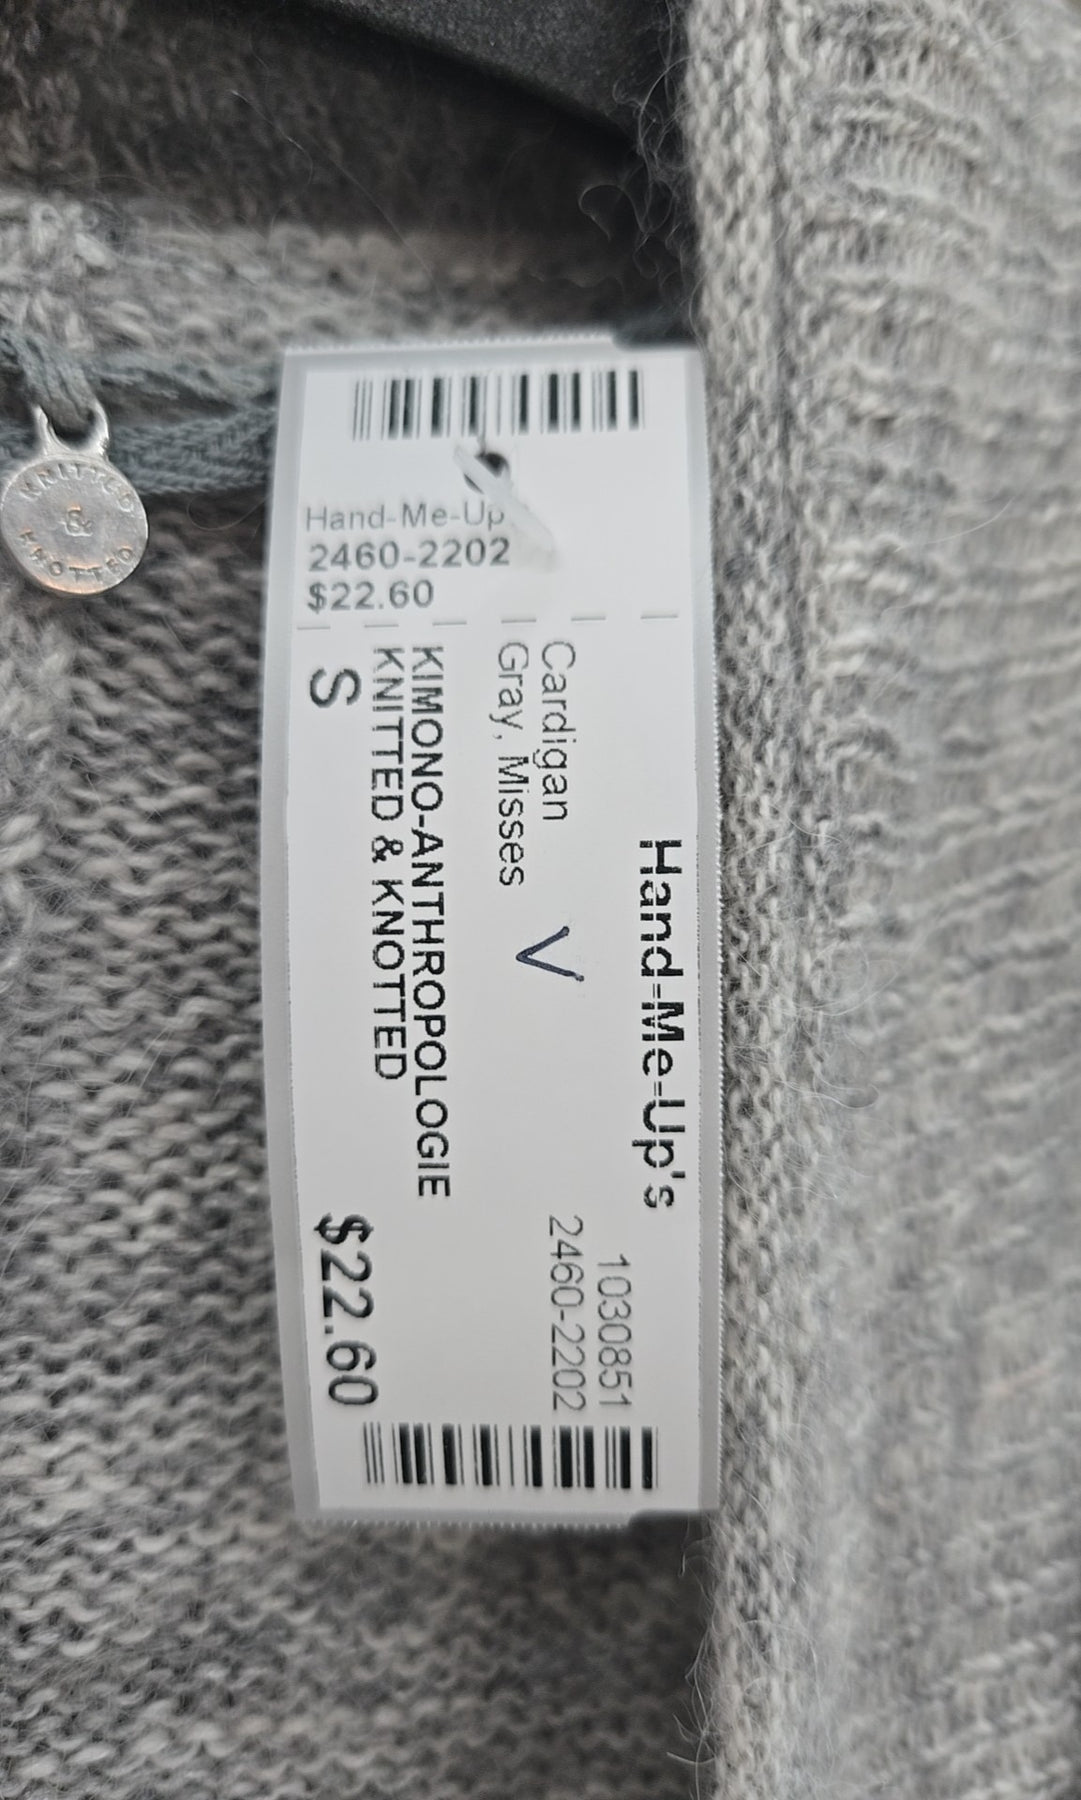 KNITTED
&
KNOTTED
Hand-Me-Up
2460-2202
$22.60
Hand-Me-Up's
1030851
Cardigan
2460-2202
Gray, Misses
V
KIMONO-ANTHROPOLOGIE
KNITTED & KNOTTED
S
$22.60